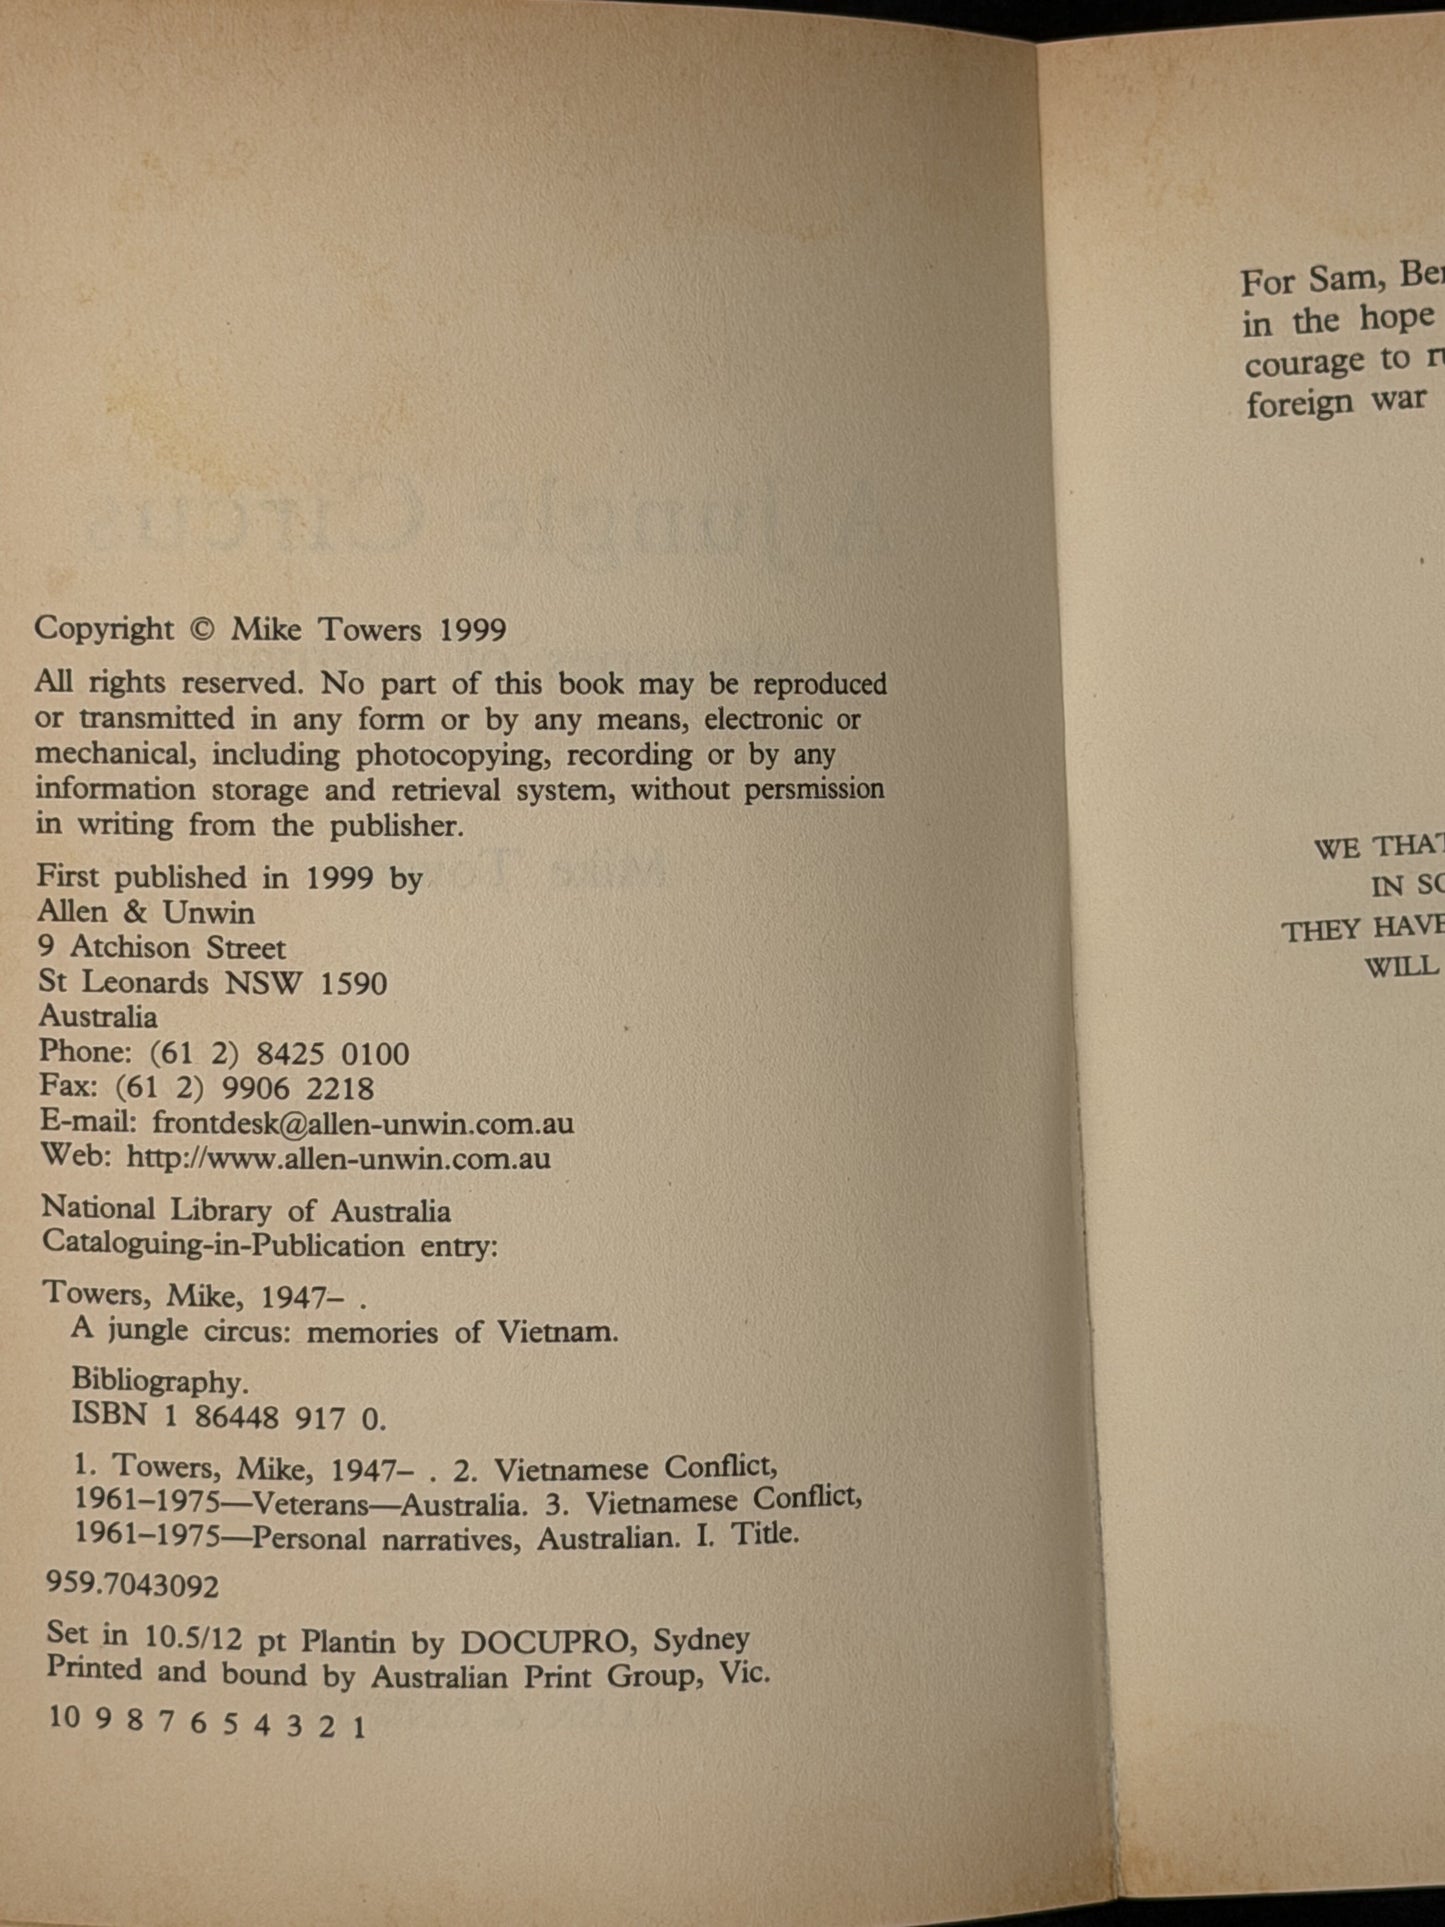 Copyright © Mike Towers 1999
All rights reserved. No part of this book may be reproduced
or transmitted in any form or by any means, electronic or
mechanical, including photocopying, recording or by any
information storage and retrieval system, without persmission
in writing from the publisher.
First published in 1999 by
Allen & Unwin
9 Atchison Street
St Leonards NSW 1590
Australia
Phone: (61 2) 8425 0100
Fax: (61 2) 9906 2218
E-mail: frontdesk@allen-unwin.com.au
Web: http://www.allen-unwin.com.au
National Library of Australia
Cataloguing-in-Publication entry:
Towers, Mike, 1947– .
A jungle circus: memories of Vietnam.
Bibliography.
ISBN 1 86448 917 0.
1. Towers, Mike, 1947– . 2. Vietnamese Conflict,
1961–1975—Veterans—Australia. 3. Vietnamese Conflict,
1961–1975—Personal narratives, Australian. I. Title.
959.7043092
Set in 10.5/12 pt Plantin by DOCUPRO, Sydney
Printed and bound by Australian Print Group, Vic.
10 9 8 7 6 5 4 3 2 1
For Sam,
in the hope
courage to
foreign war
WE
IN
THEY HAVE
WILL